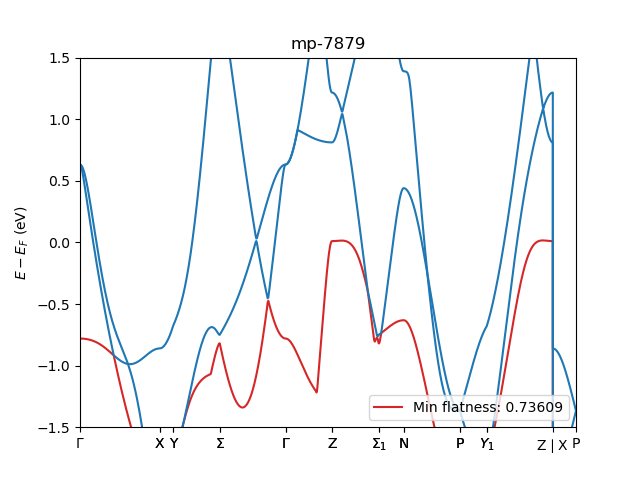 mp-7879
E − E_F (eV)
1.5
1.0
0.5
0.0
−0.5
−1.0
−1.5
Min flatness: 0.73609
Γ X Y Σ Γ Z Σ₁ N P Y₁ Z | X P